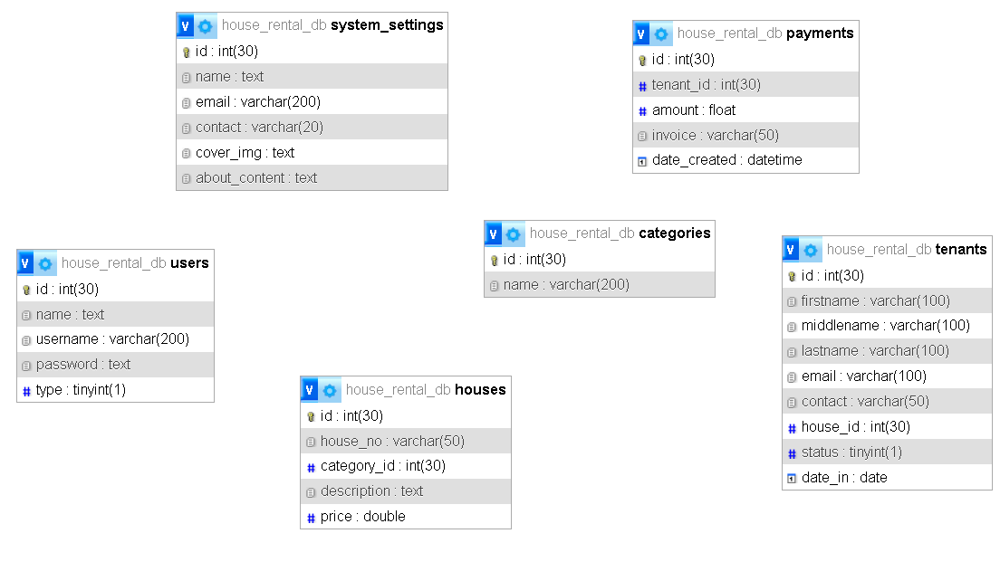 V house_rental_db system_settings
id : int(30)
name : text
email : varchar(200)
contact : varchar(20)
cover_img : text
about_content : text
V house_rental_db payments
id : int(30)
tenant_id : int(30)
amount : float
invoice : varchar(50)
date_created : datetime
V house_rental_db categories
id : int(30)
name : varchar(200)
V house_rental_db tenants
id : int(30)
firstname : varchar(100)
middlename : varchar(100)
lastname : varchar(100)
email : varchar(100)
contact : varchar(50)
house_id : int(30)
status : tinyint(1)
date_in : date
V house_rental_db users
id : int(30)
name : text
username : varchar(200)
password : text
type : tinyint(1)
V house_rental_db houses
id : int(30)
house_no : varchar(50)
category_id : int(30)
description : text
price : double